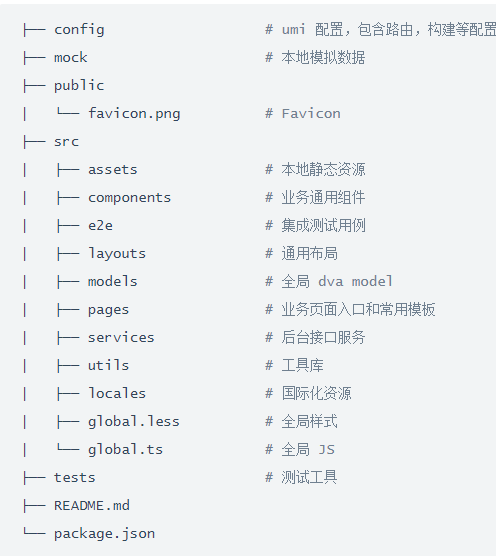 ├── config                   # umi 配置，包含路由，构建等配置
├── mock                     # 本地模拟数据
├── public
│   └── favicon.png          # Favicon
├── src
│   ├── assets               # 本地静态资源
│   ├── components           # 业务通用组件
│   ├── e2e                  # 集成测试用例
│   ├── layouts              # 通用布局
│   ├── models               # 全局 dva model
│   ├── pages                # 业务页面入口和常用模板
│   ├── services             # 后台接口服务
│   ├── utils                # 工具库
│   ├── locales              # 国际化资源
│   ├── global.less          # 全局样式
│   └── global.ts            # 全局 JS
├── tests                    # 测试工具
├── README.md
└── package.json